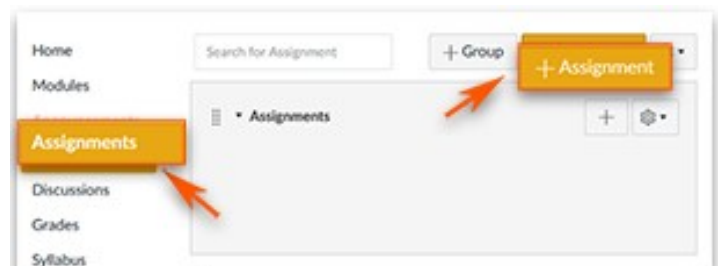 Home
Modules
Assignments
Discussions
Grades
Syllabus
Search for Assignment
+ Group
+ Assignment
Assignments